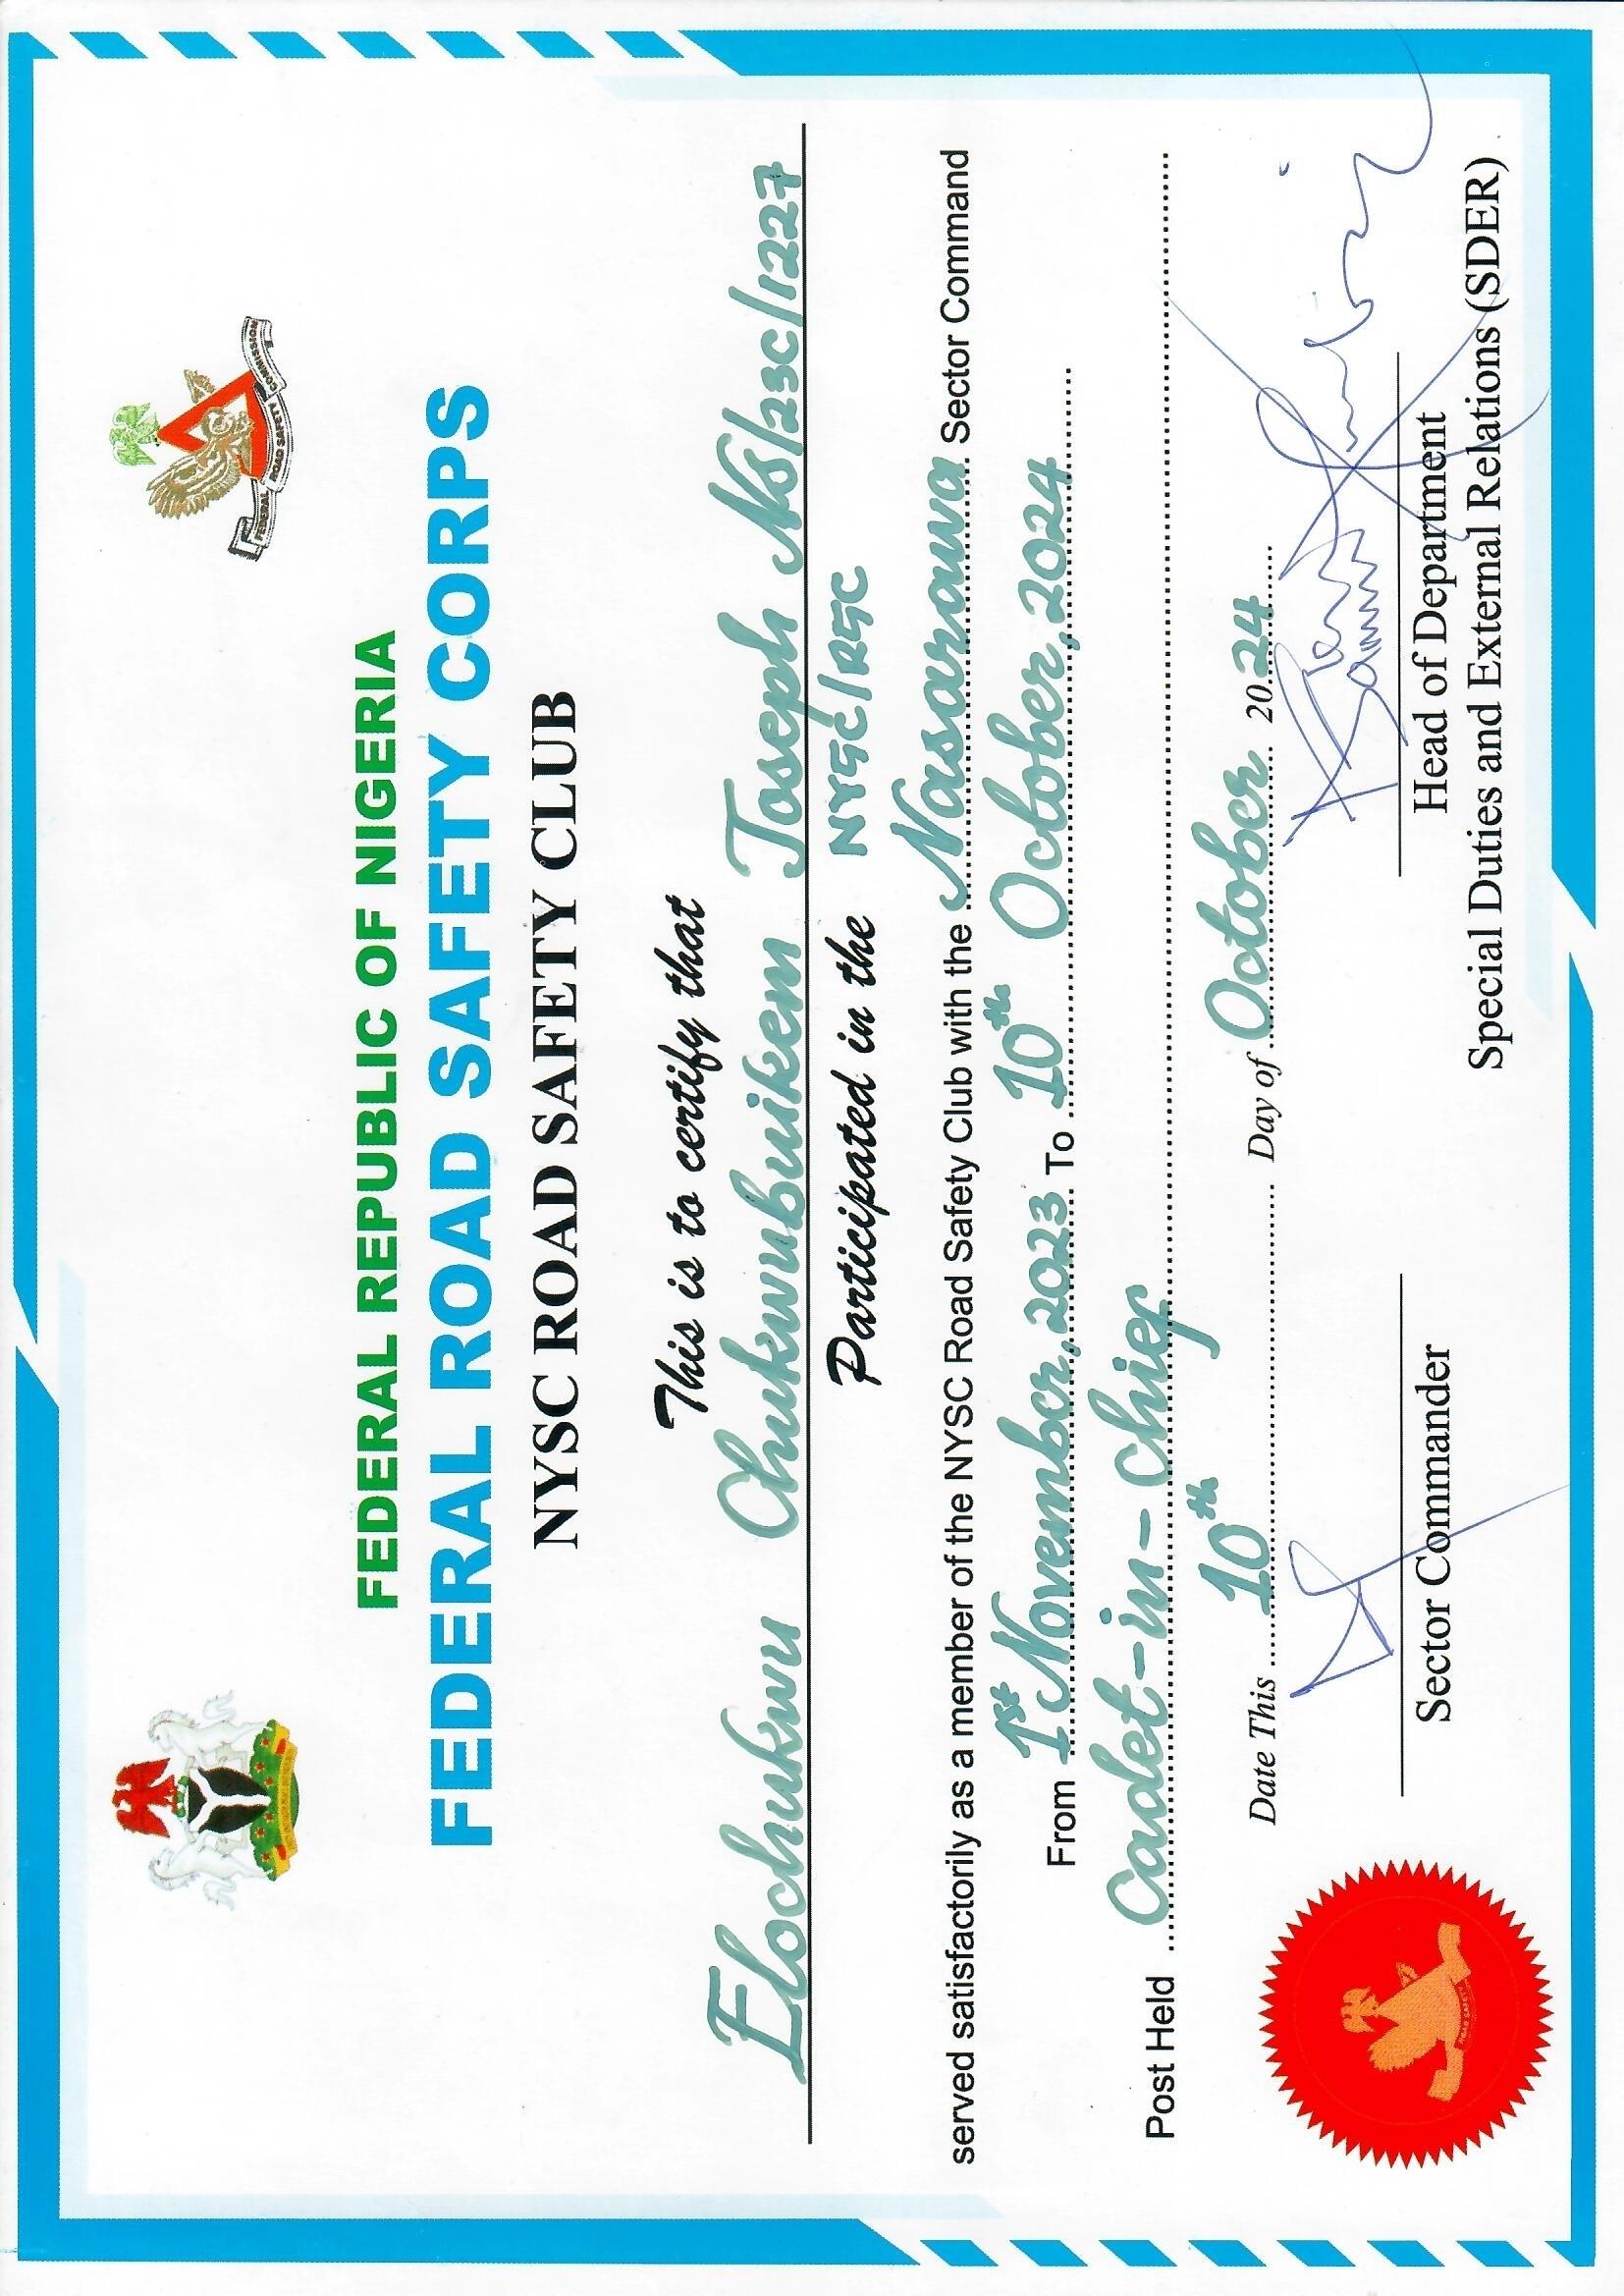 FEDERAL ROAD SAFETY COMMISSION
FEDERAL REPUBLIC OF NIGERIA
FEDERAL ROAD SAFETY CORPS
NYSC ROAD SAFETY CLUB
This is to certify that
Elochukwu Chukwubuikem Joseph NS/23C/1227
Participated in the NYSC/RSC
served satisfactorily as a member of the NYSC Road Safety Club with the Nasarawa Sector Command
From 1st November, 2023 To 10th October, 2024
Post Held Cadet-in-Chief
Date This 10th Day of October 2024
ROAD SAFETY
Sector Commander
Head of Department
Special Duties and External Relations (SDER)